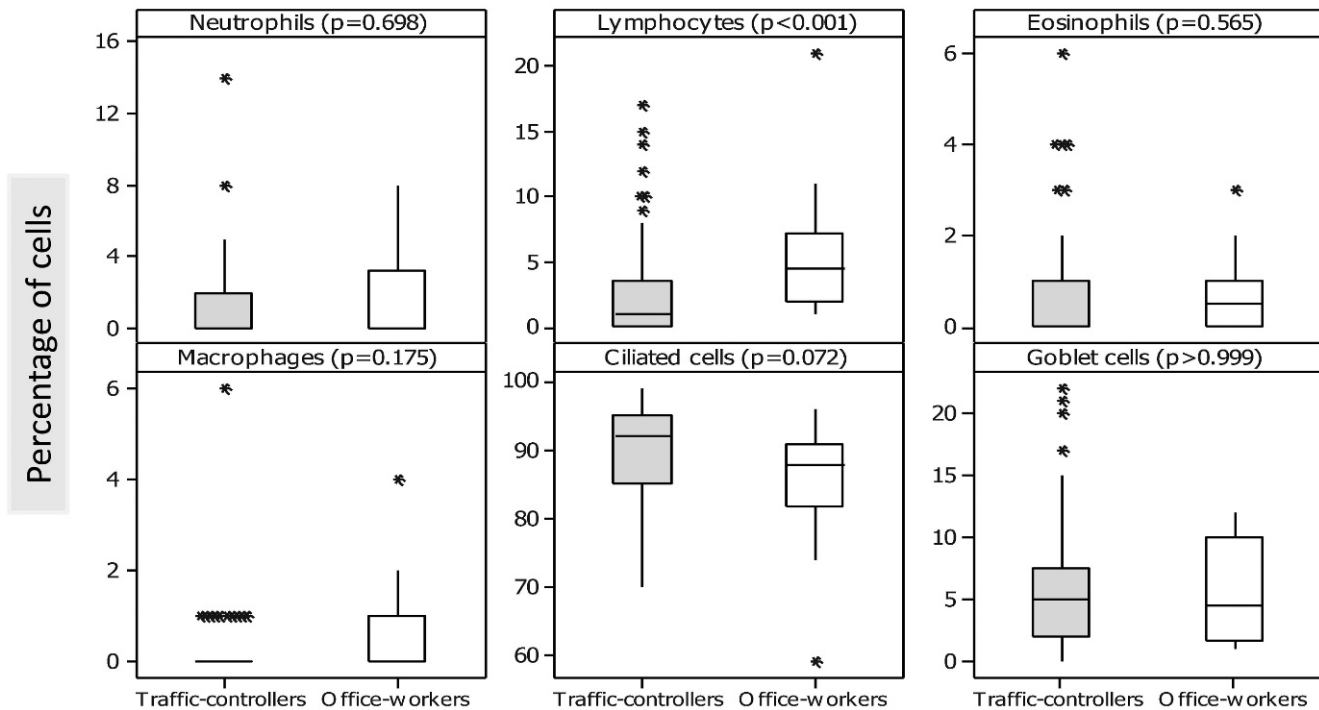 Percentage of cells
Neutrophils (p=0.698)
16
12
8
4
0
Lymphocytes (p<0.001)
20
15
10
5
0
Eosinophils (p=0.565)
6
4
2
0
Macrophages (p=0.175)
6
4
2
0
Traffic-controllers Office-workers
Ciliated cells (p=0.072)
100
90
80
70
60
Traffic-controllers Office-workers
Goblet cells (p>0.999)
20
15
10
5
0
Traffic-controllers Office-workers